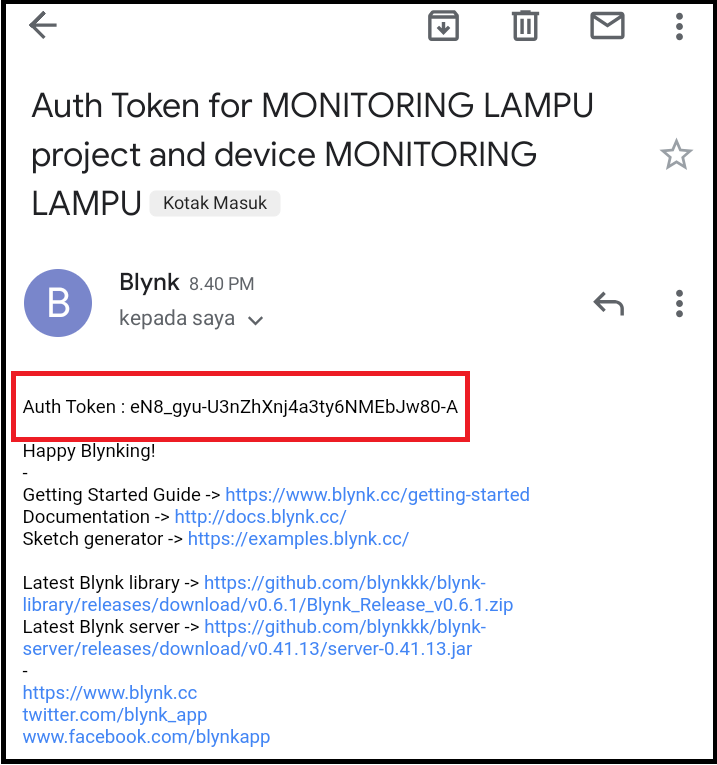 Auth Token for MONITORING LAMPU
project and device MONITORING
LAMPU Kotak Masuk
B
Blynk 8.40 PM
kepada saya
Auth Token : eN8_gyu-U3nZhXnj4a3ty6NMEbJw80-A
Happy Blynking!
-
Getting Started Guide -> https://www.blynk.cc/getting-started
Documentation -> http://docs.blynk.cc/
Sketch generator -> https://examples.blynk.cc/
Latest Blynk library -> https://github.com/blynkkk/blynk-
library/releases/download/v0.6.1/Blynk_Release_v0.6.1.zip
Latest Blynk server -> https://github.com/blynkkk/blynk-
server/releases/download/v0.41.13/server-0.41.13.jar
-
https://www.blynk.cc
twitter.com/blynk_app
www.facebook.com/blynkapp